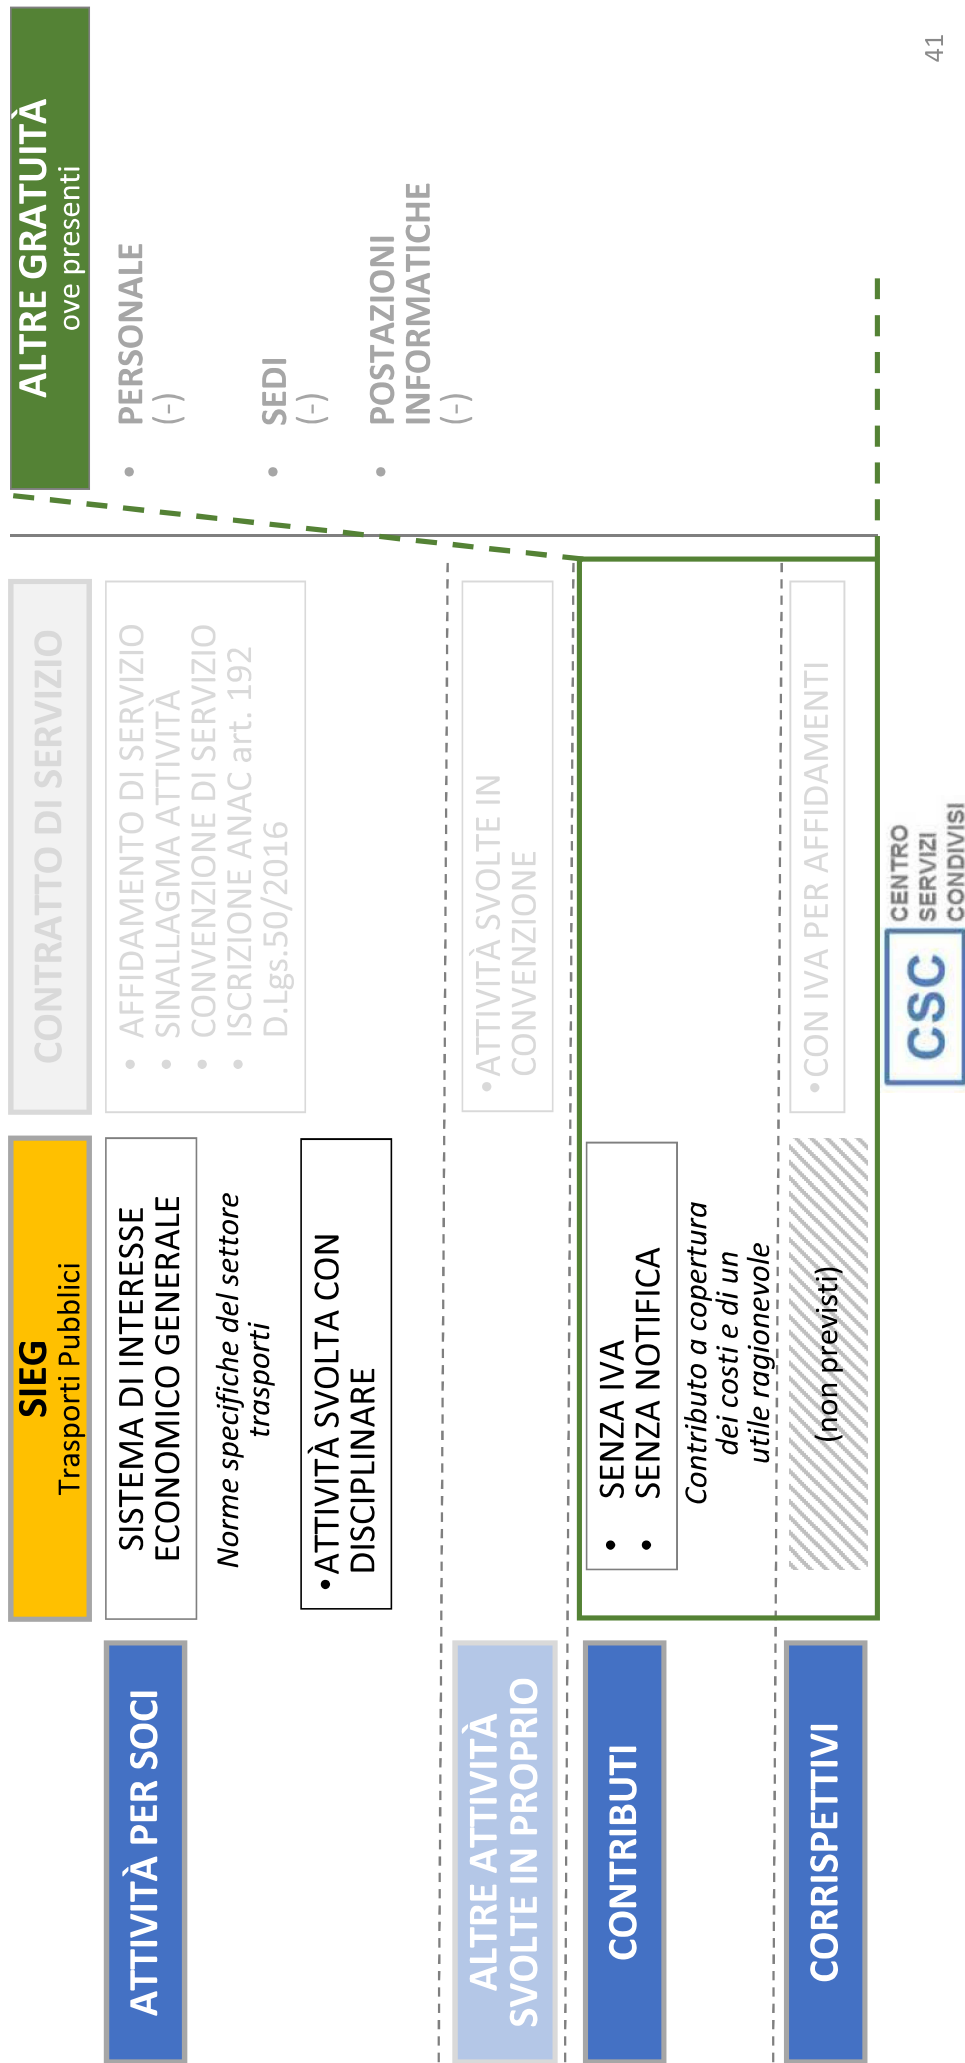 SIEG
Trasporti Pubblici
CONTRATTO DI SERVIZIO
ALTRE GRATUITÀ
ove presenti
ATTIVITÀ PER SOCI
SISTEMA DI INTERESSE
ECONOMICO GENERALE
Norme specifiche del settore
trasporti
•ATTIVITÀ SVOLTA CON
DISCIPLINARE
• AFFIDAMENTO DI SERVIZIO
• SINALLAGMA ATTIVITÀ
• CONVENZIONE DI SERVIZIO
• ISCRIZIONE ANAC art. 192
D.Lgs.50/2016
• PERSONALE
(-)
• SEDI
(-)
• POSTAZIONI
INFORMATICHE
(-)
ALTRE ATTIVITÀ
SVOLTE IN PROPRIO
•ATTIVITÀ SVOLTE IN
CONVENZIONE
CONTRIBUTI
• SENZA IVA
• SENZA NOTIFICA
Contributo a copertura
dei costi e di un
utile ragionevole
CORRISPETTIVI
(non previsti)
•CON IVA PER AFFIDAMENTI
CSC
CENTRO
SERVIZI
CONDIVISI
41